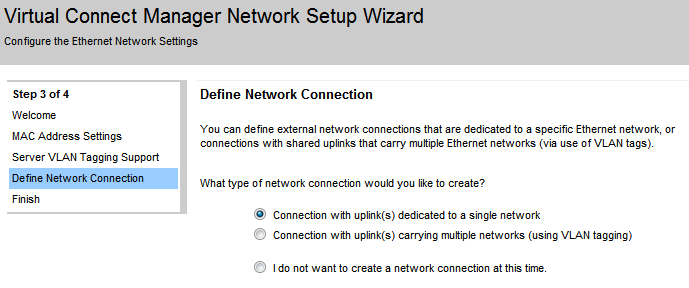 Virtual Connect Manager Network Setup Wizard
Configure the Ethernet Network Settings
Step 3 of 4
Welcome
MAC Address Settings
Server VLAN Tagging Support
Define Network Connection
Finish
Define Network Connection
You can define external network connections that are dedicated to a specific Ethernet network, or
connections with shared uplinks that carry multiple Ethernet networks (via use of VLAN tags).
What type of network connection would you like to create?
Connection with uplink(s) dedicated to a single network
Connection with uplink(s) carrying multiple networks (using VLAN tagging)
I do not want to create a network connection at this time.